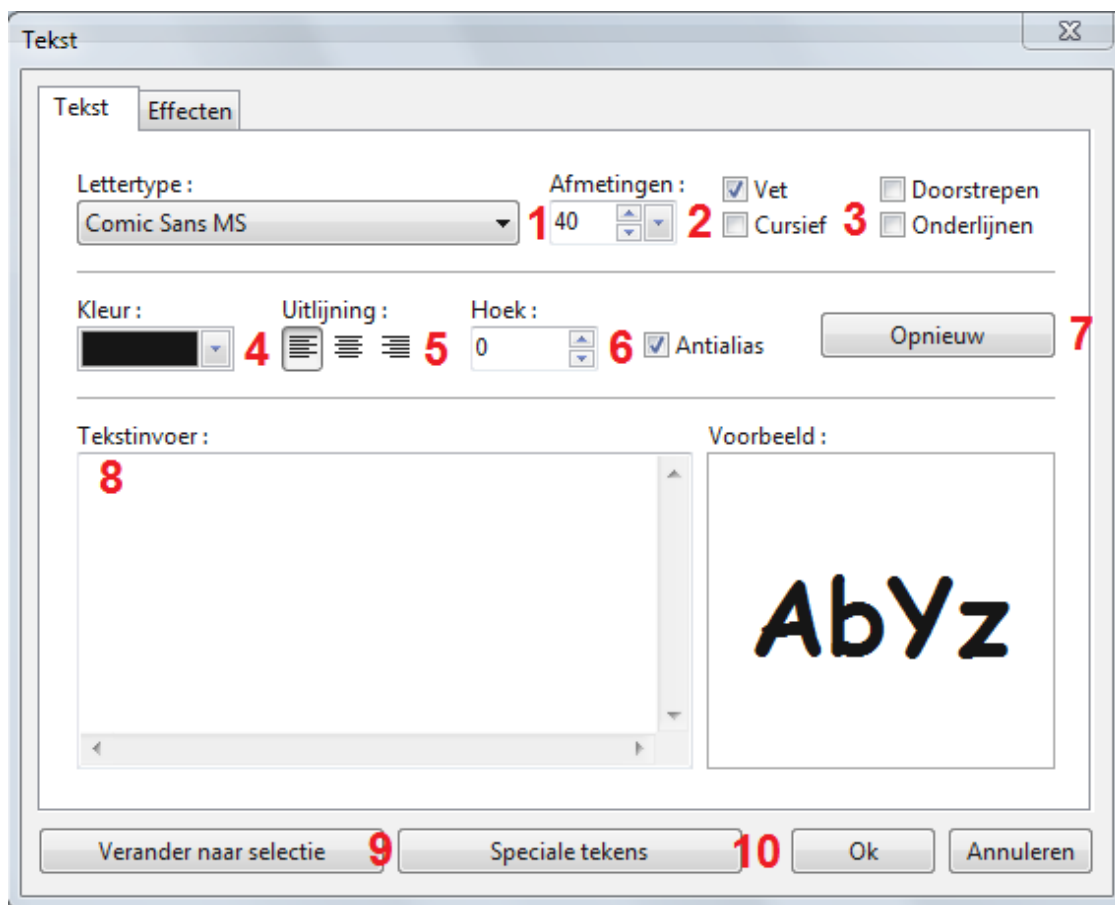 Tekst
Tekst Effecten
Lettertype : Afmetingen : Vet Doorstrepen
Comic Sans MS 1 40 2 Cursief 3 Onderlijnen
Kleur : Uitlijning : Hoek :
4 5 0 6 Antialias Opnieuw 7
Tekstinvoer : Voorbeeld :
8
AbYz
Verander naar selectie 9 Speciale tekens 10 Ok Annuleren